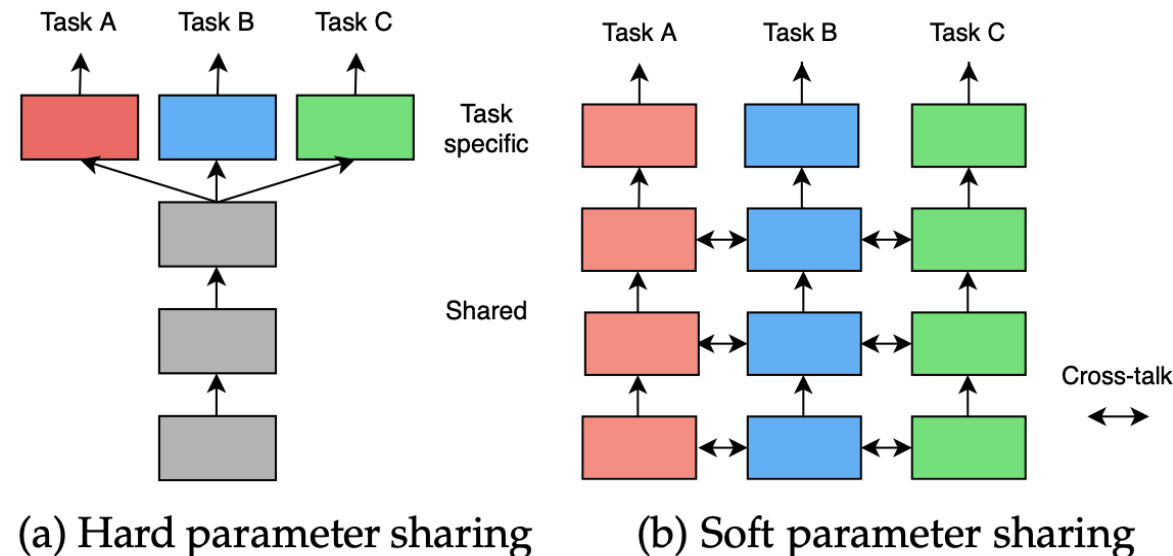 Task A Task B Task C
Task
specific
Shared
(a) Hard parameter sharing
Task A Task B Task C
Cross-talk
(b) Soft parameter sharing